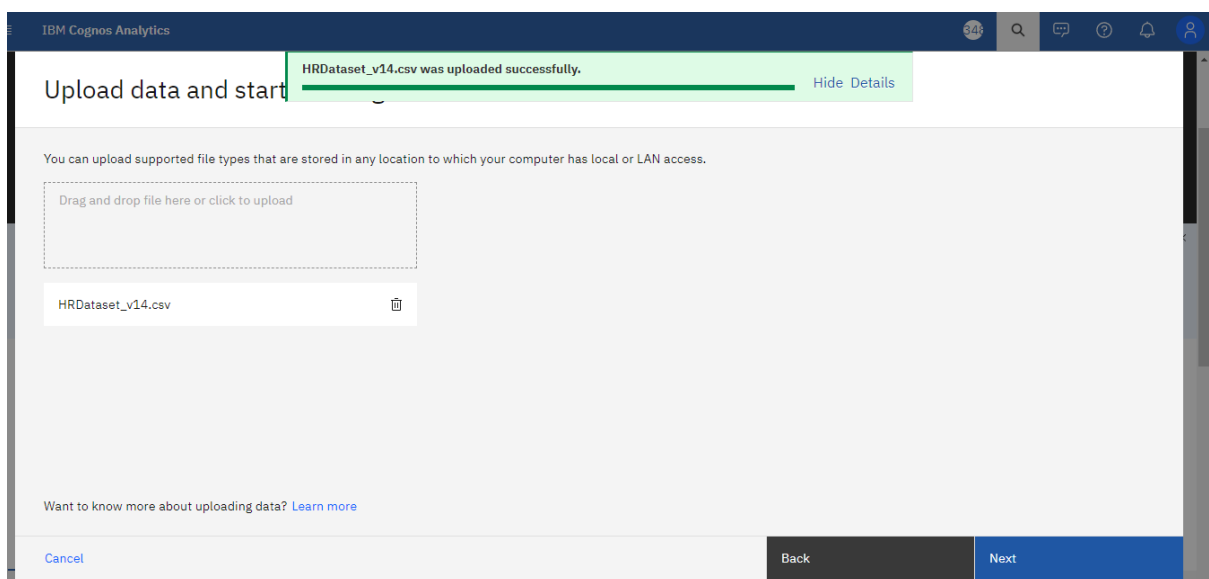 IBM Cognos Analytics
HRDataset_v14.csv was uploaded successfully.
Hide Details
Upload data and start
You can upload supported file types that are stored in any location to which your computer has local or LAN access.
Drag and drop file here or click to upload
HRDataset_v14.csv
Want to know more about uploading data? Learn more
Cancel
Back
Next